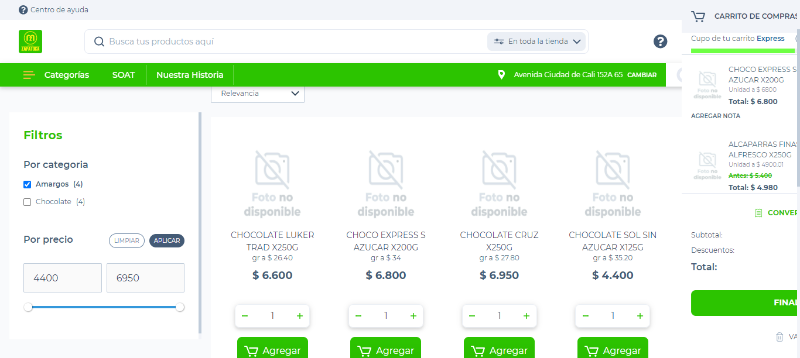 Centro de ayuda
CARRITO DE COMPRAS
Busca tus productos aquí
En toda la tienda
Cupo de tu carrito Express
Categorías
SOAT
Nuestra Historia
Avenida Ciudad de Cali 152A 65 CAMBIAR
Relevancia
Filtros
Por categoria
Amargos (4)
Chocolate (4)
Por precio
LIMPIAR
APLICAR
4400
6950
Foto no
disponible
CHOCOLATE LUKER
TRAD X250G
gr a $ 26.40
$ 6.600
1
Agregar
Foto no
disponible
CHOCO EXPRESS S
AZUCAR X200G
gr a $ 34
$ 6.800
1
Agregar
Foto no
disponible
CHOCOLATE CRUZ
X250G
gr a $ 27.80
$ 6.950
1
Agregar
Foto no
disponible
CHOCOLATE SOL SIN
AZUCAR X125G
gr a $ 35.20
$ 4.400
1
Agregar
Foto no
disponible
CHOCO EXPRESS S
AZUCAR X200G
Unidad a $ 6800
Total: $ 6.800
AGREGAR NOTA
Foto no
disponible
ALCAPARRAS FINA
ALFRESCO X250G
Unidad a $ 4900.01
Antes: $ 5.400
Total: $ 4.980
CONVER
Subtotal:
Descuentos:
Total:
FINAL
VA